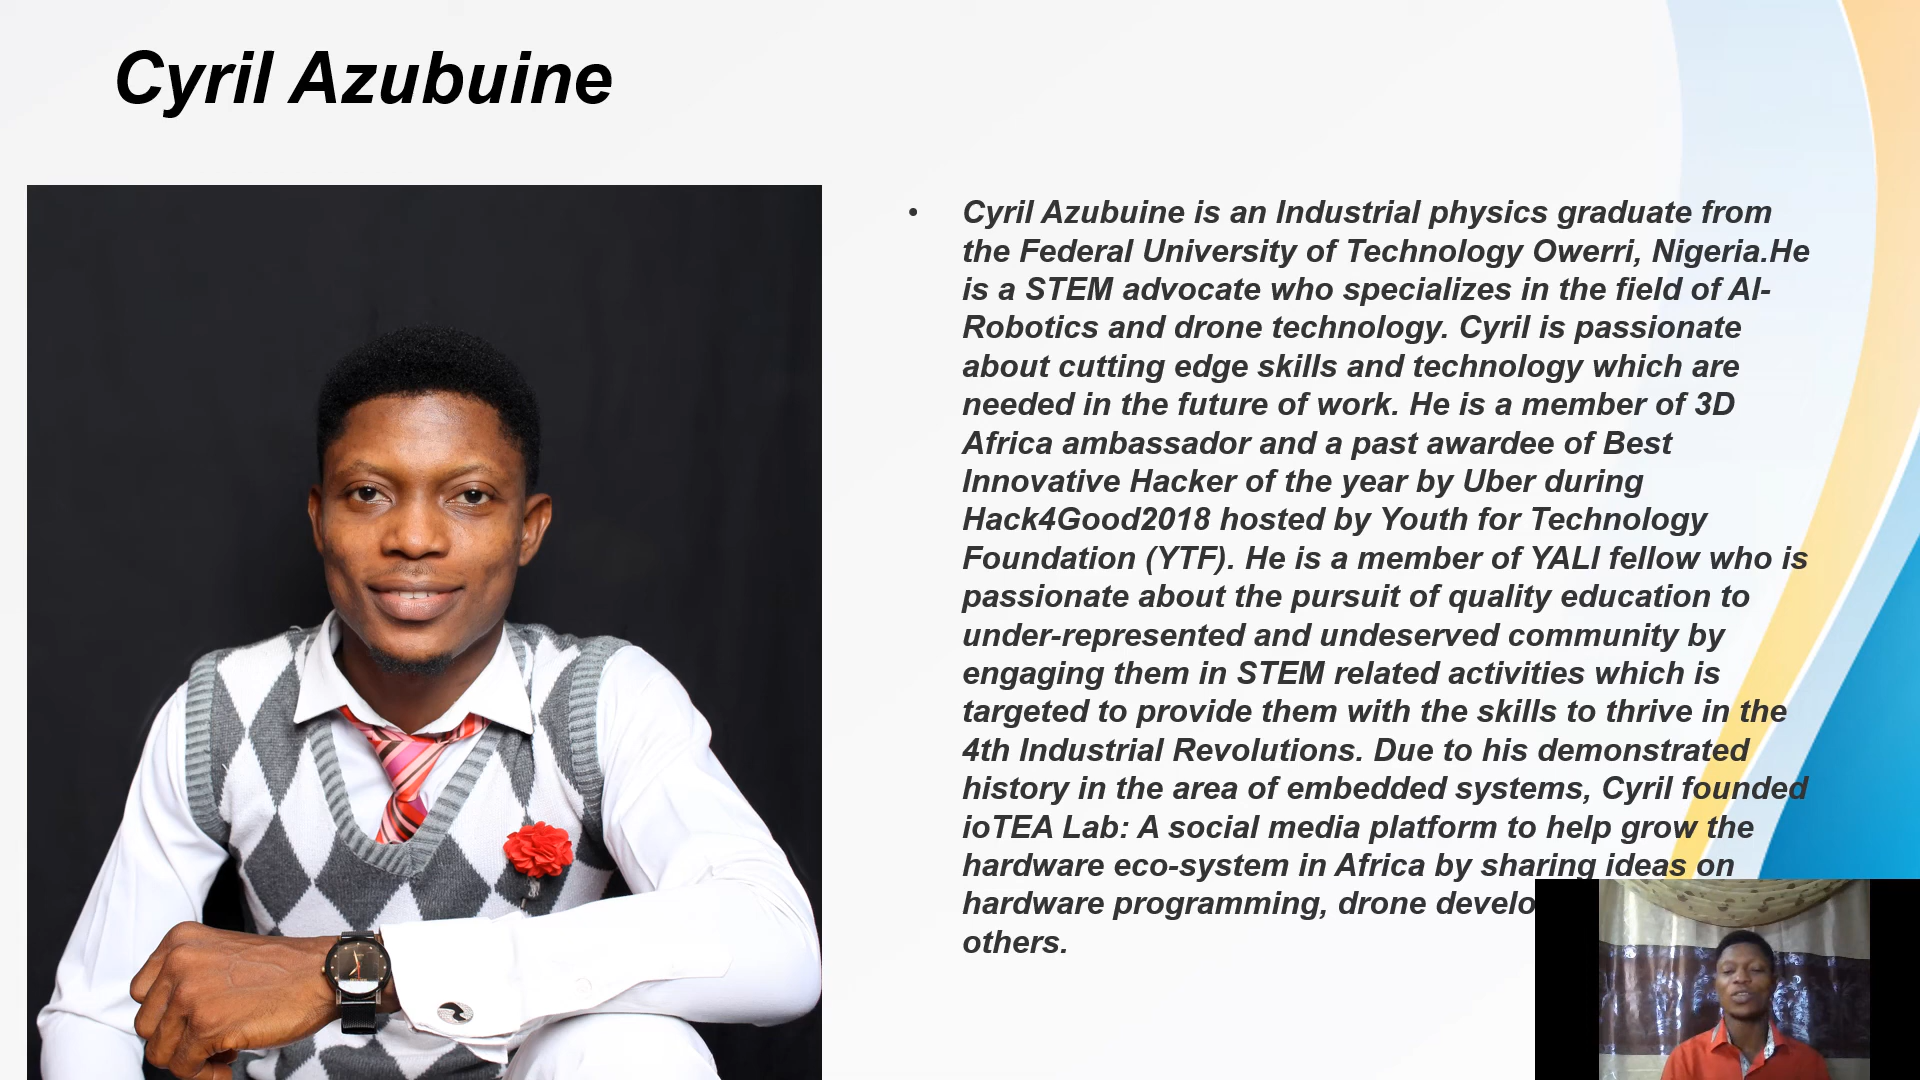 Cyril Azubuine
• Cyril Azubuine is an Industrial physics graduate from
the Federal University of Technology Owerri, Nigeria.He
is a STEM advocate who specializes in the field of AI-
Robotics and drone technology. Cyril is passionate
about cutting edge skills and technology which are
needed in the future of work. He is a member of 3D
Africa ambassador and a past awardee of Best
Innovative Hacker of the year by Uber during
Hack4Good2018 hosted by Youth for Technology
Foundation (YTF). He is a member of YALI fellow who is
passionate about the pursuit of quality education to
under-represented and undeserved community by
engaging them in STEM related activities which is
targeted to provide them with the skills to thrive in the
4th Industrial Revolutions. Due to his demonstrated
history in the area of embedded systems, Cyril founded
ioTEA Lab: A social media platform to help grow the
hardware eco-system in Africa by sharing ideas on
hardware programming, drone develo
others.